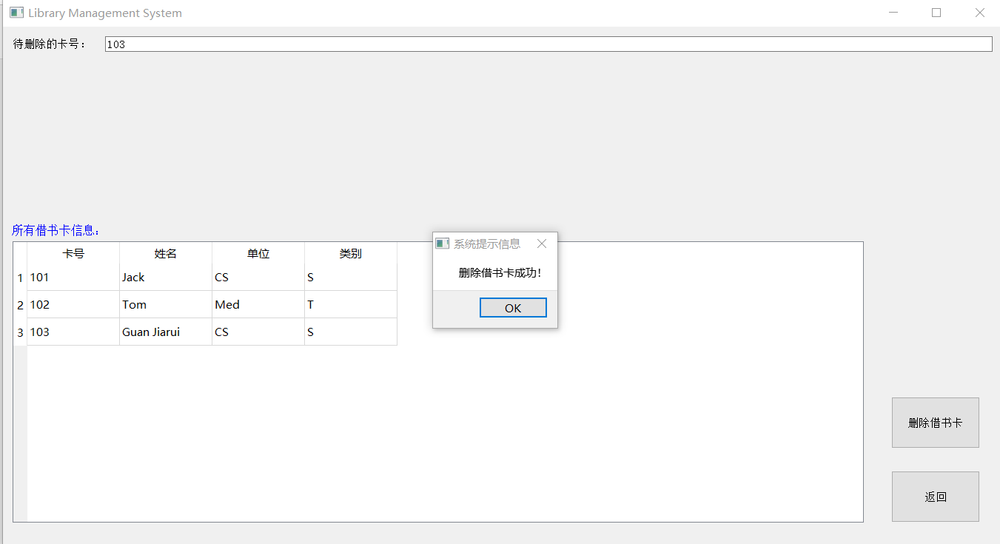 Library Management System
待删除的卡号： 103
所有借书卡信息：
卡号 姓名 单位 类别
1 101 Jack CS S
2 102 Tom Med T
3 103 Guan Jiarui CS S
系统提示信息
删除借书卡成功！
OK
删除借书卡
返回